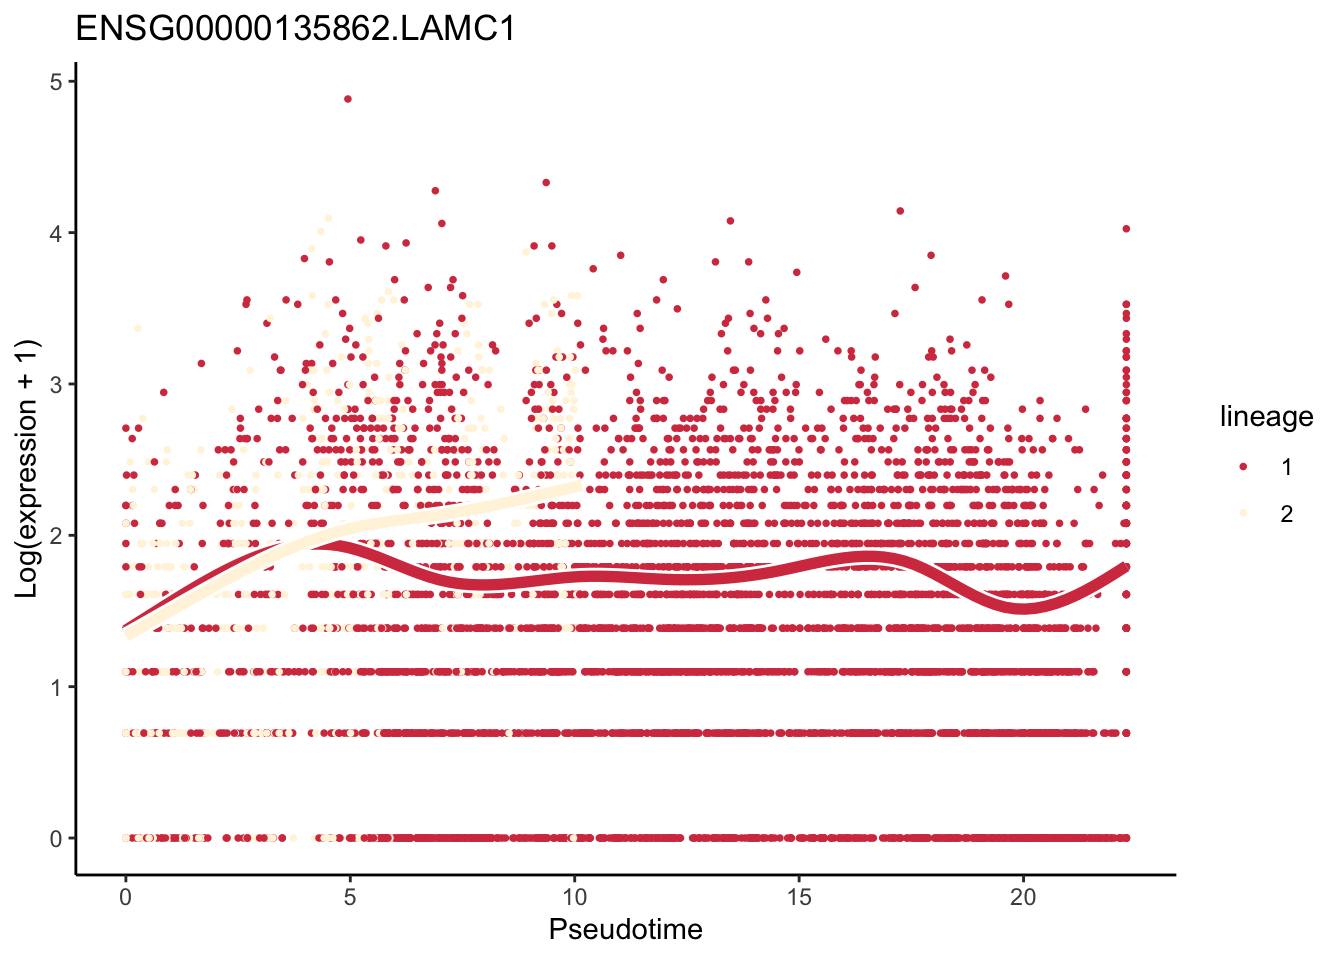 ENSG00000135862.LAMC1
5
4
3
2
1
0
Log(expression + 1)
0 5 10 15 20
Pseudotime
lineage
1
2